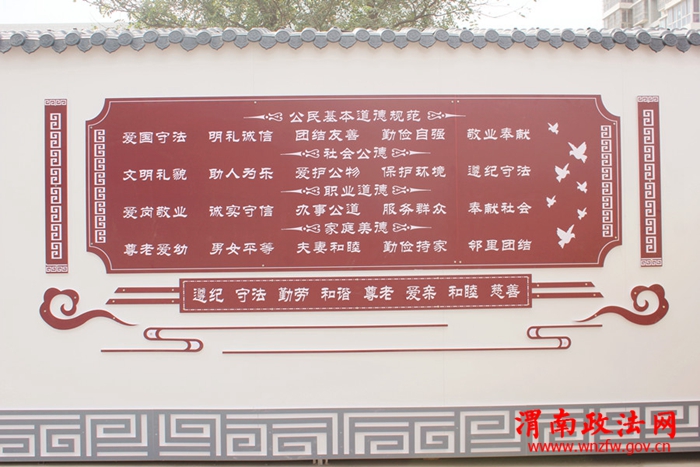 公民基本道德规范
爱国守法 明礼诚信 团结友善 勤俭自强 敬业奉献
社会公德
文明礼貌 助人为乐 爱护公物 保护环境 遵纪守法
职业道德
爱岗敬业 诚实守信 办事公道 服务群众 奉献社会
家庭美德
尊老爱幼 男女平等 夫妻和睦 勤俭持家 邻里团结
遵纪 守法 勤劳 和谐 尊老 爱亲 和睦 慈善
渭南政法网
www.wnzfw.gov.cn